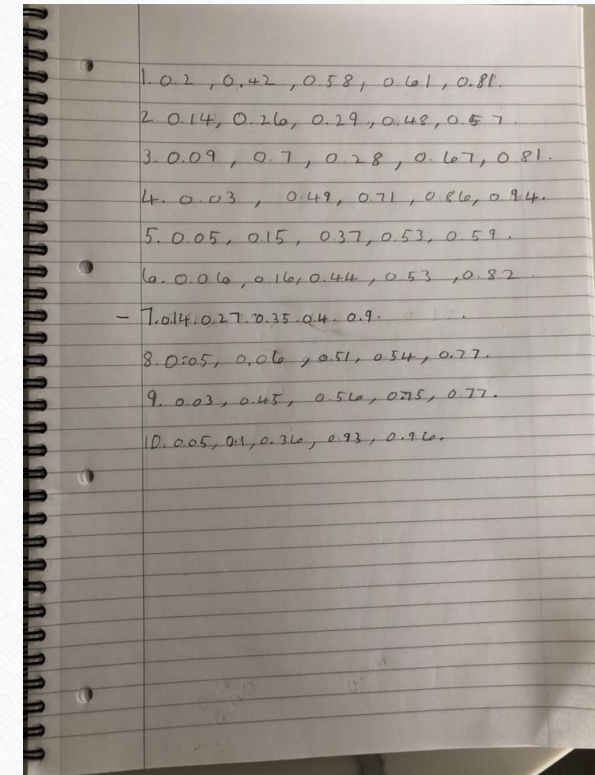 1. 0.2 , 0.42 , 0.58 , 0.61 , 0.81.
2. 0.14, 0.26, 0.29 , 0.48, 0.57.
3. 0.09 , 0.7 , 0.28 , 0.67, 0.81.
4. 0.03 , 0.49, 0.71 , 0.86, 0.94.
5. 0.05, 0.15, 0.37, 0.53, 0.59.
6. 0.06, 0.16, 0.44 , 0.53 , 0.82
- 7. 0.14. 0.27. 0.35. 0.4. 0.9.
8. 0.05, 0.06 , 0.51, 0.54, 0.77.
9. 0.03, 0.45, 0.56, 0.75, 0.77.
10. 0.05, 0.1, 0.36, 0.93, 0.96.